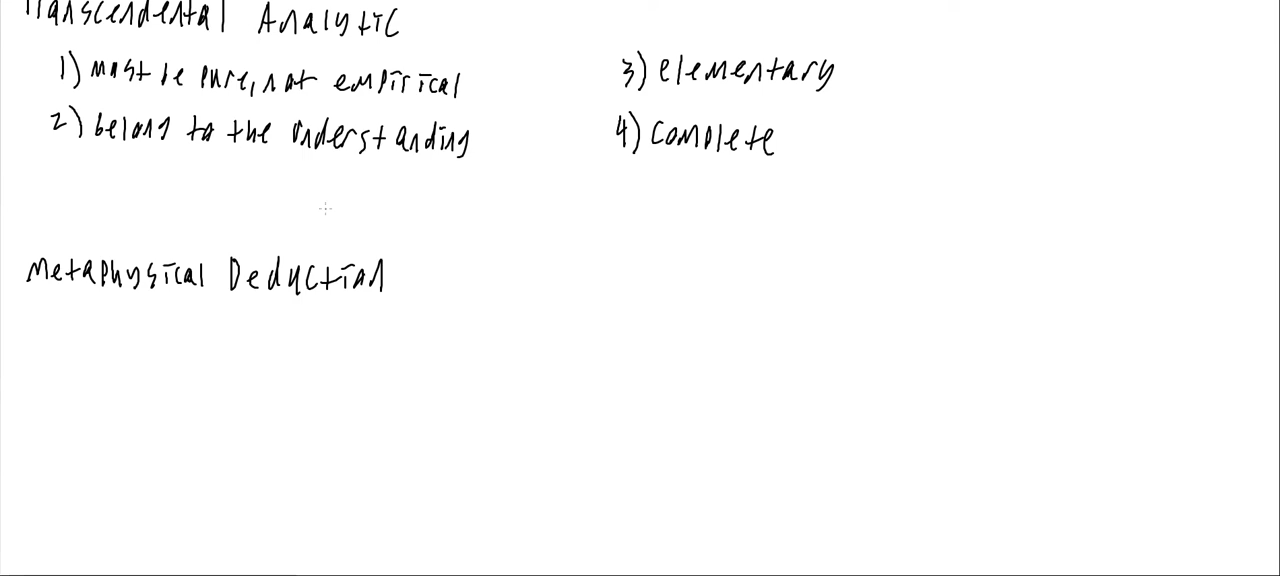 Transcendental Analytic
1) must be pure, not empirical
2) belong to the understanding
3) elementary
4) complete
Metaphysical Deduction